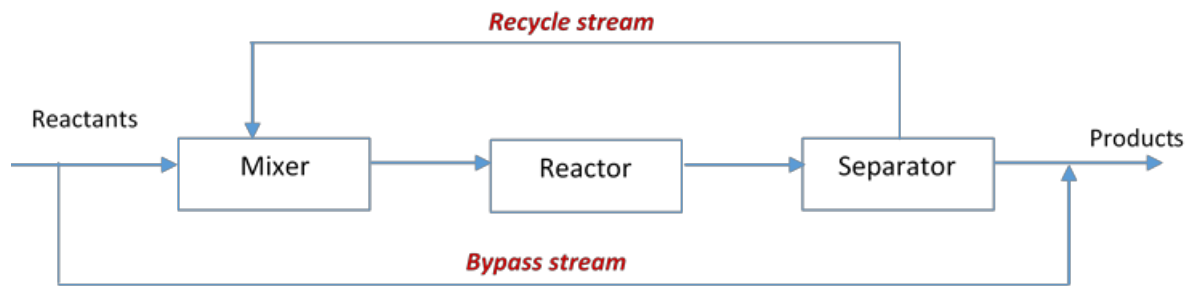 Recycle stream
Reactants
Products
Mixer
Reactor
Separator
Bypass stream